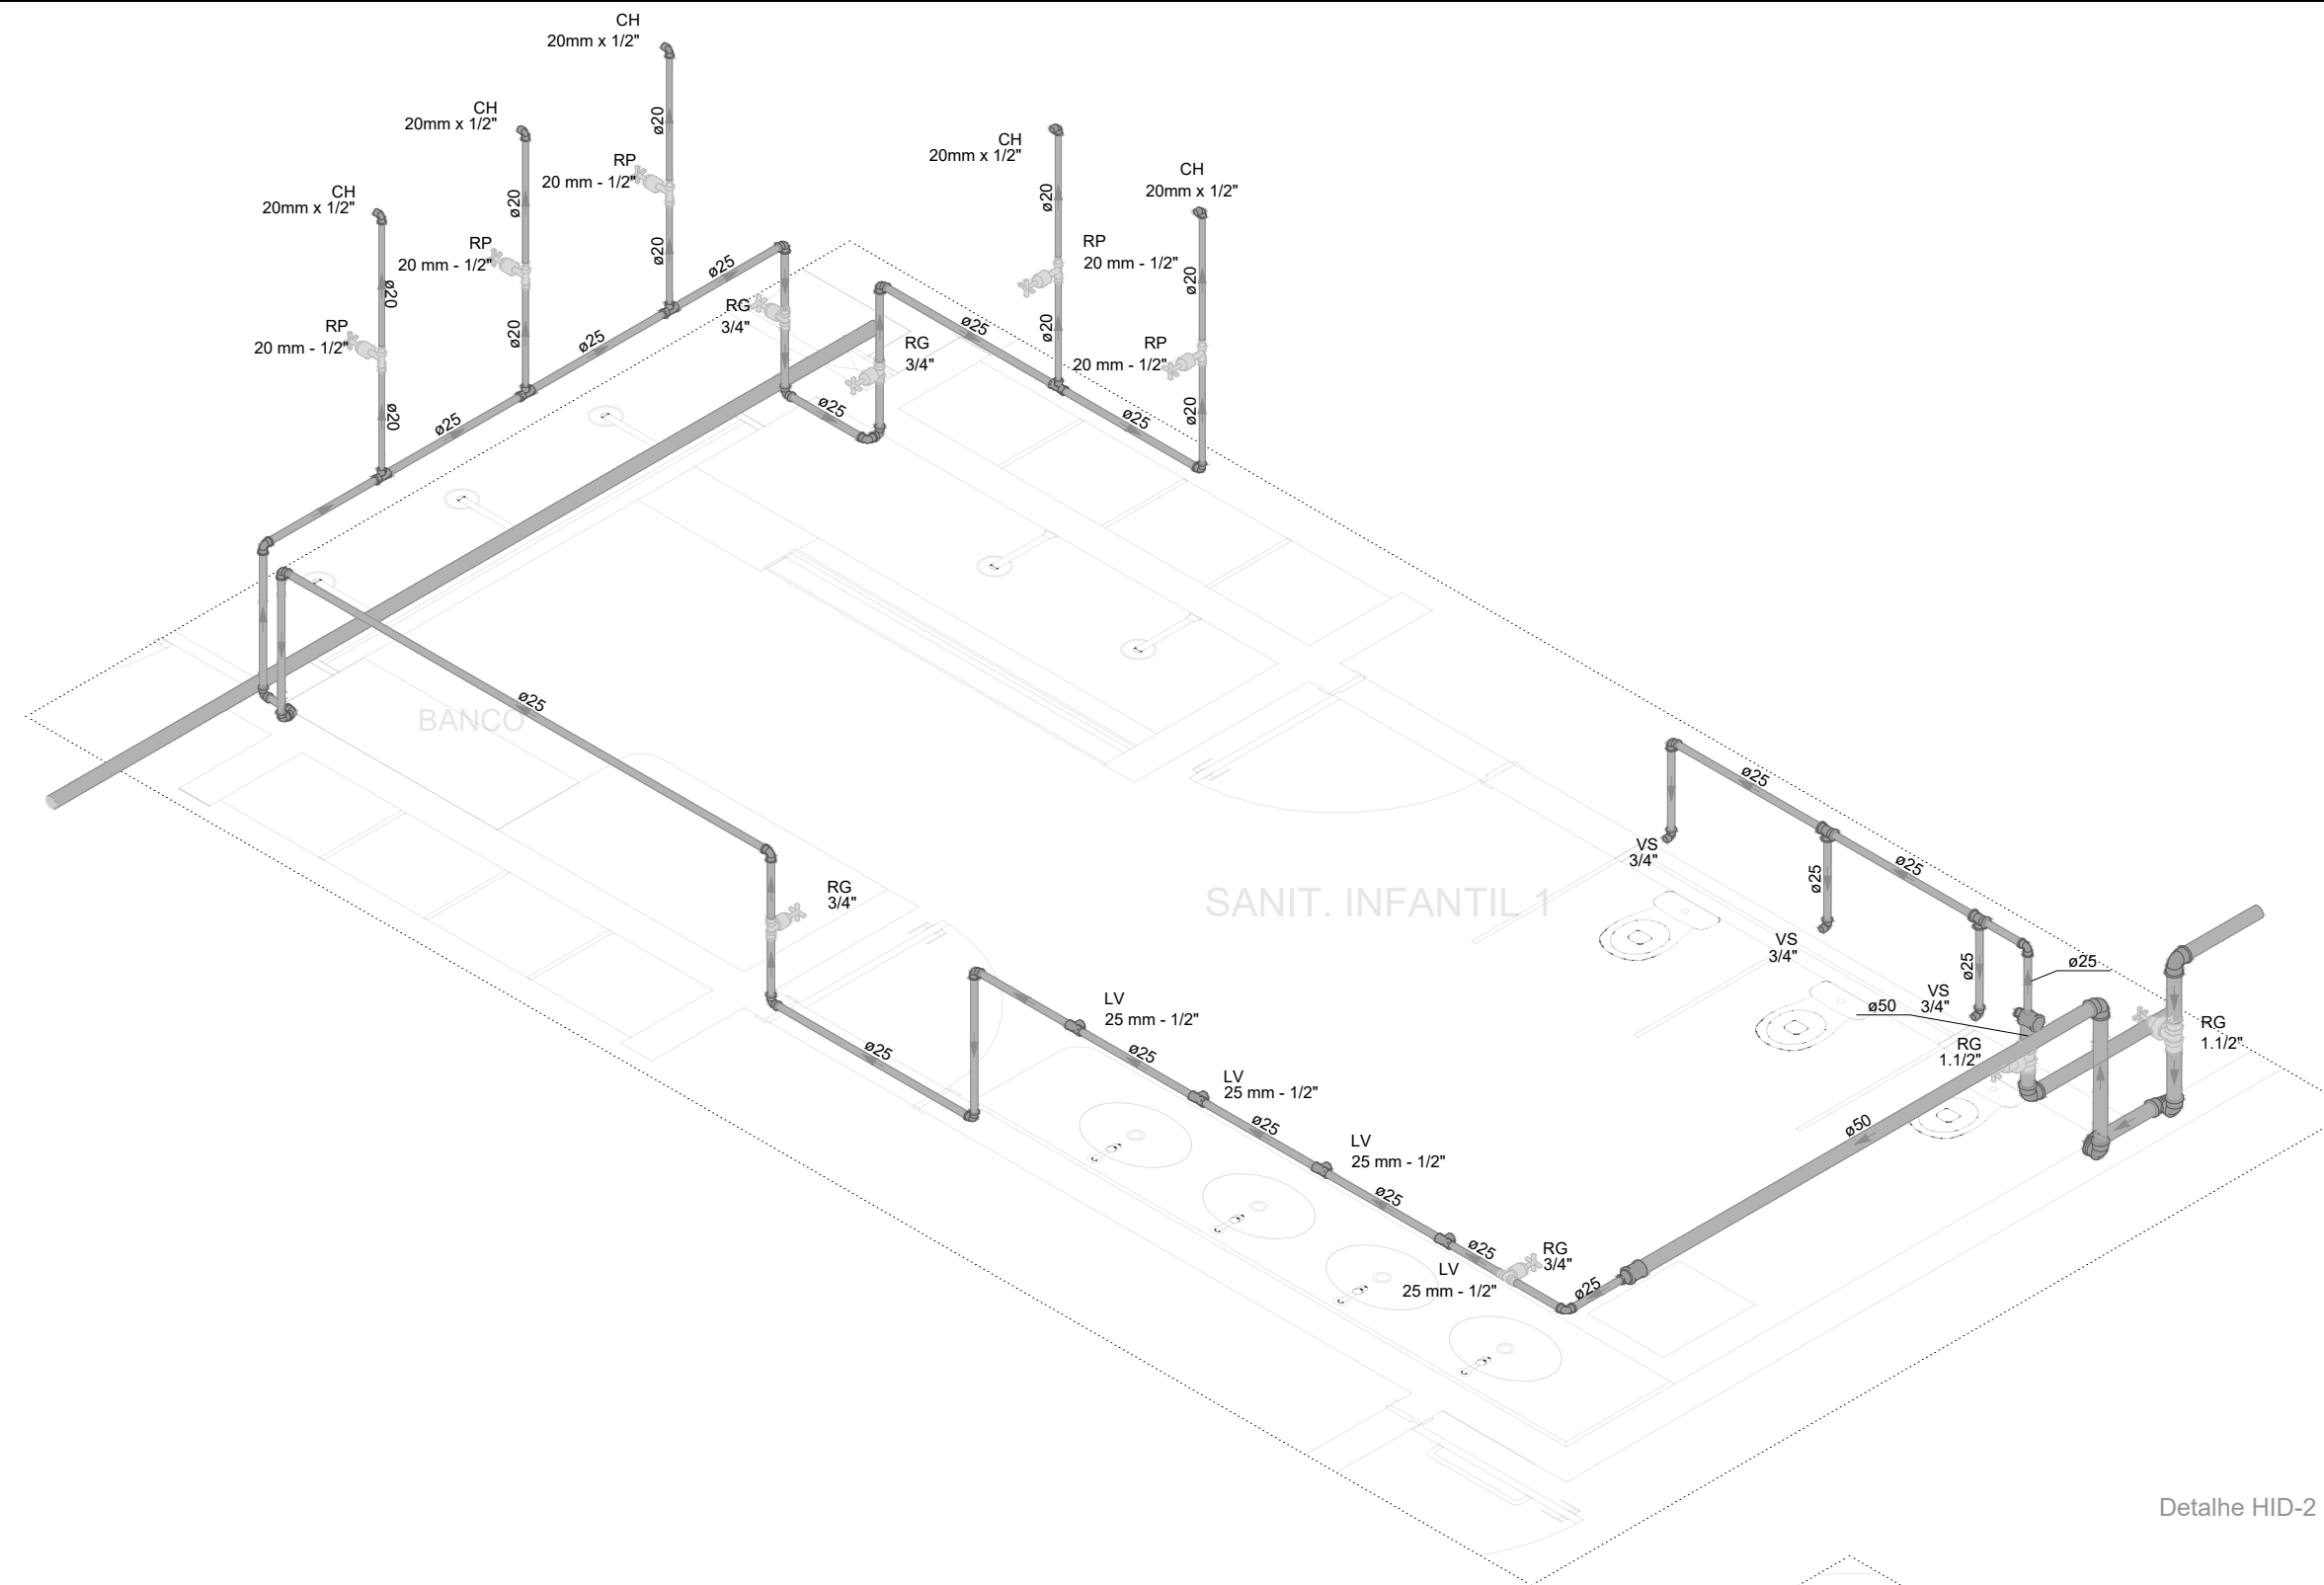 CH
20mm x 1/2"
ø20
CH
20mm x 1/2"
ø20
RP
20 mm - 1/2"
CH
20mm x 1/2"
ø20
CH
20mm x 1/2"
ø20
CH
20mm x 1/2"
ø20
RP
20 mm - 1/2"
ø20
RP
20 mm - 1/2"
ø20
RP
20 mm - 1/2"
ø20
ø20
RP
20 mm - 1/2"
ø20
ø25
RG
3/4"
ø25
RG
3/4"
ø25
ø25
ø25
ø25
ø25
BANCO
SANIT. INFANTIL 1
RG
3/4"
ø25
ø25
VS
3/4"
ø25
VS
3/4"
ø25
VS
3/4"
ø25
ø50
RG
1.1/2"
RG
1.1/2"
LV
25 mm - 1/2"
ø25
ø25
LV
25 mm - 1/2"
ø25
LV
25 mm - 1/2"
ø50
ø25
LV
25 mm - 1/2"
ø25
RG
3/4"
ø25
Detalhe HID-2